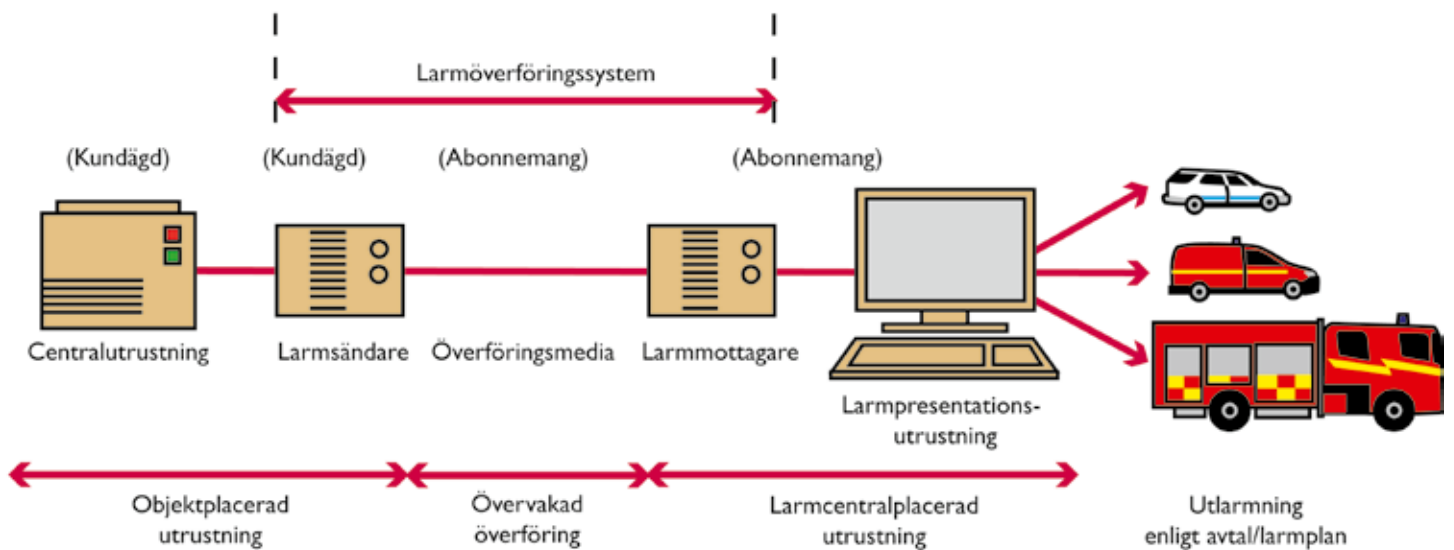 Larmöverföringssystem
(Kundägd) (Kundägd) (Abonnemang) (Abonnemang)
Centralutrustning Larmsändare Överföringsmedia Larmmottagare
Larmpresentations-
utrustning
Objektplacerad
utrustning
Övervakad
överföring
Larmcentralplacerad
utrustning
Utlarmning
enligt avtal/larmplan